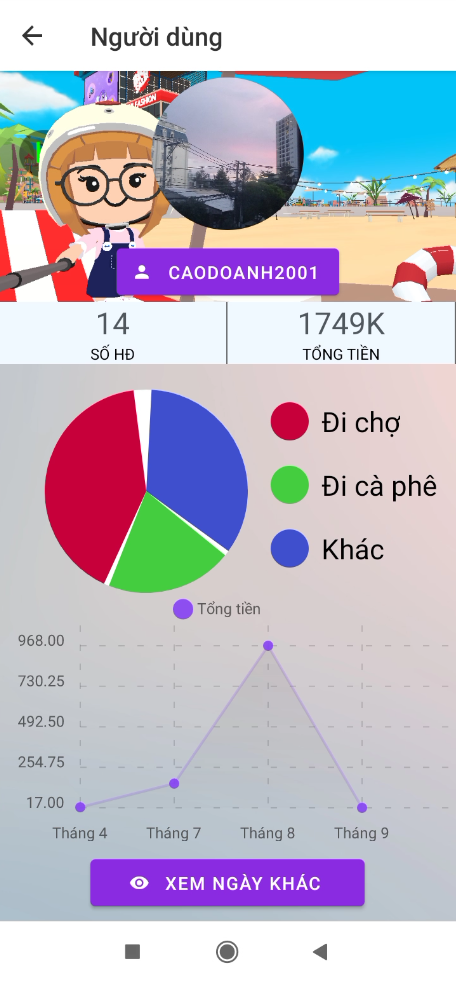 Người dùng
FASHION
CAODOANH2001
14
1749K
SỐ HĐ
TỔNG TIỀN
Đi chợ
Đi cà phê
Khác
Tổng tiền
968.00
730.25
492.50
254.75
17.00
Tháng 4
Tháng 7
Tháng 8
Tháng 9
XEM NGÀY KHÁC